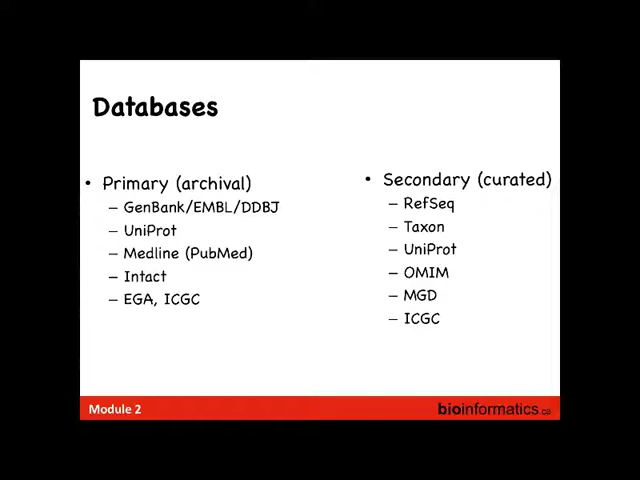 Databases
• Primary (archival)
– GenBank/EMBL/DDBJ
– UniProt
– Medline (PubMed)
– Intact
– EGA, ICGC
• Secondary (curated)
– RefSeq
– Taxon
– UniProt
– OMIM
– MGD
– ICGC
Module 2
bioinformatics.ca